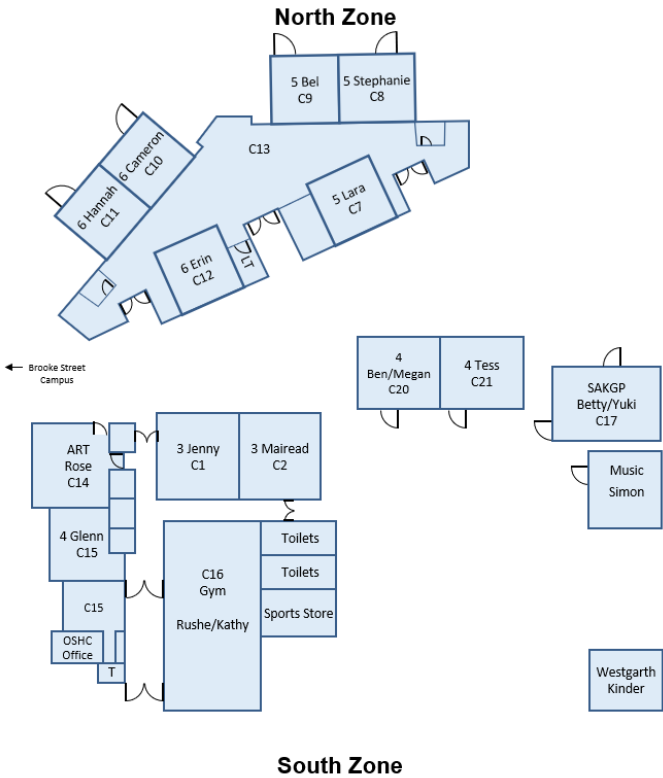 North Zone
5 Bel
C9
5 Stephanie
C8
C13
6 Cameron
C10
6 Hannah
C11
5 Lara
C7
6 Erin
C12
LT
Brooke Street
Campus
4
Ben/Megan
C20
4 Tess
C21
SAKGP
Betty/Yuki
C17
ART
Rose
C14
3 Jenny
C1
3 Mairead
C2
Music
Simon
4 Glenn
C15
C16
Gym
Rushe/Kathy
Toilets
Toilets
Sports Store
C15
OSHC
Office
T
Westgarth
Kinder
South Zone